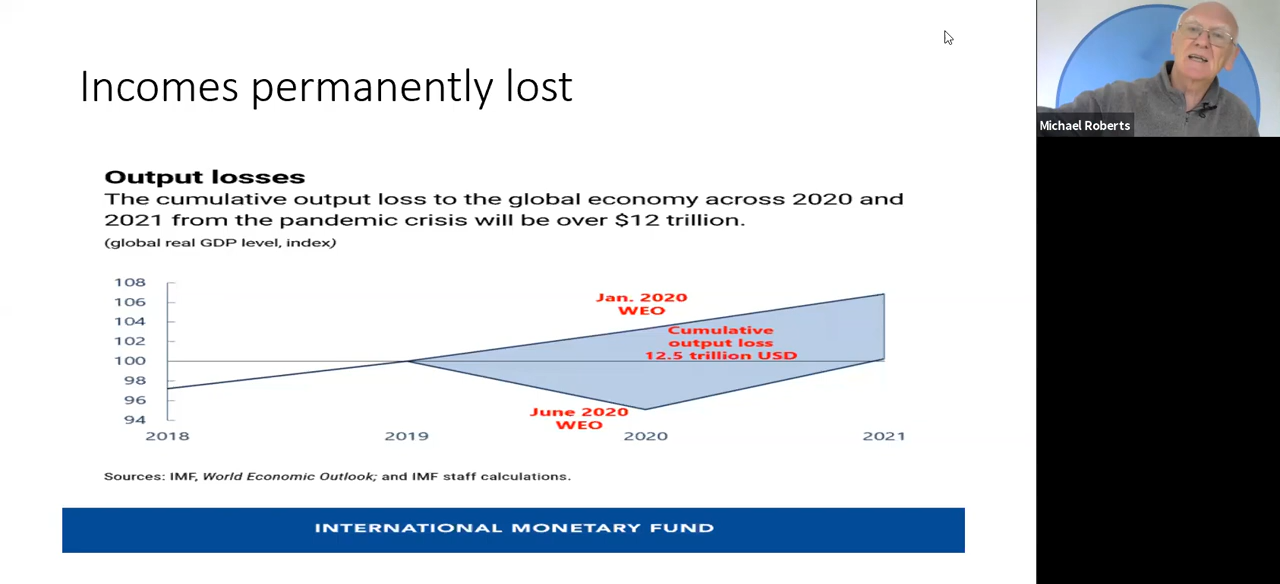 Incomes permanently lost
Michael Roberts
Output losses
The cumulative output loss to the global economy across 2020 and
2021 from the pandemic crisis will be over $12 trillion.
(global real GDP level, index)
108
106
104
102
100
98
96
94
Jan. 2020
WEO
Cumulative
output loss
12.5 trillion USD
June 2020
WEO
2018 2019 2020 2021
Sources: IMF, World Economic Outlook; and IMF staff calculations.
INTERNATIONAL MONETARY FUND